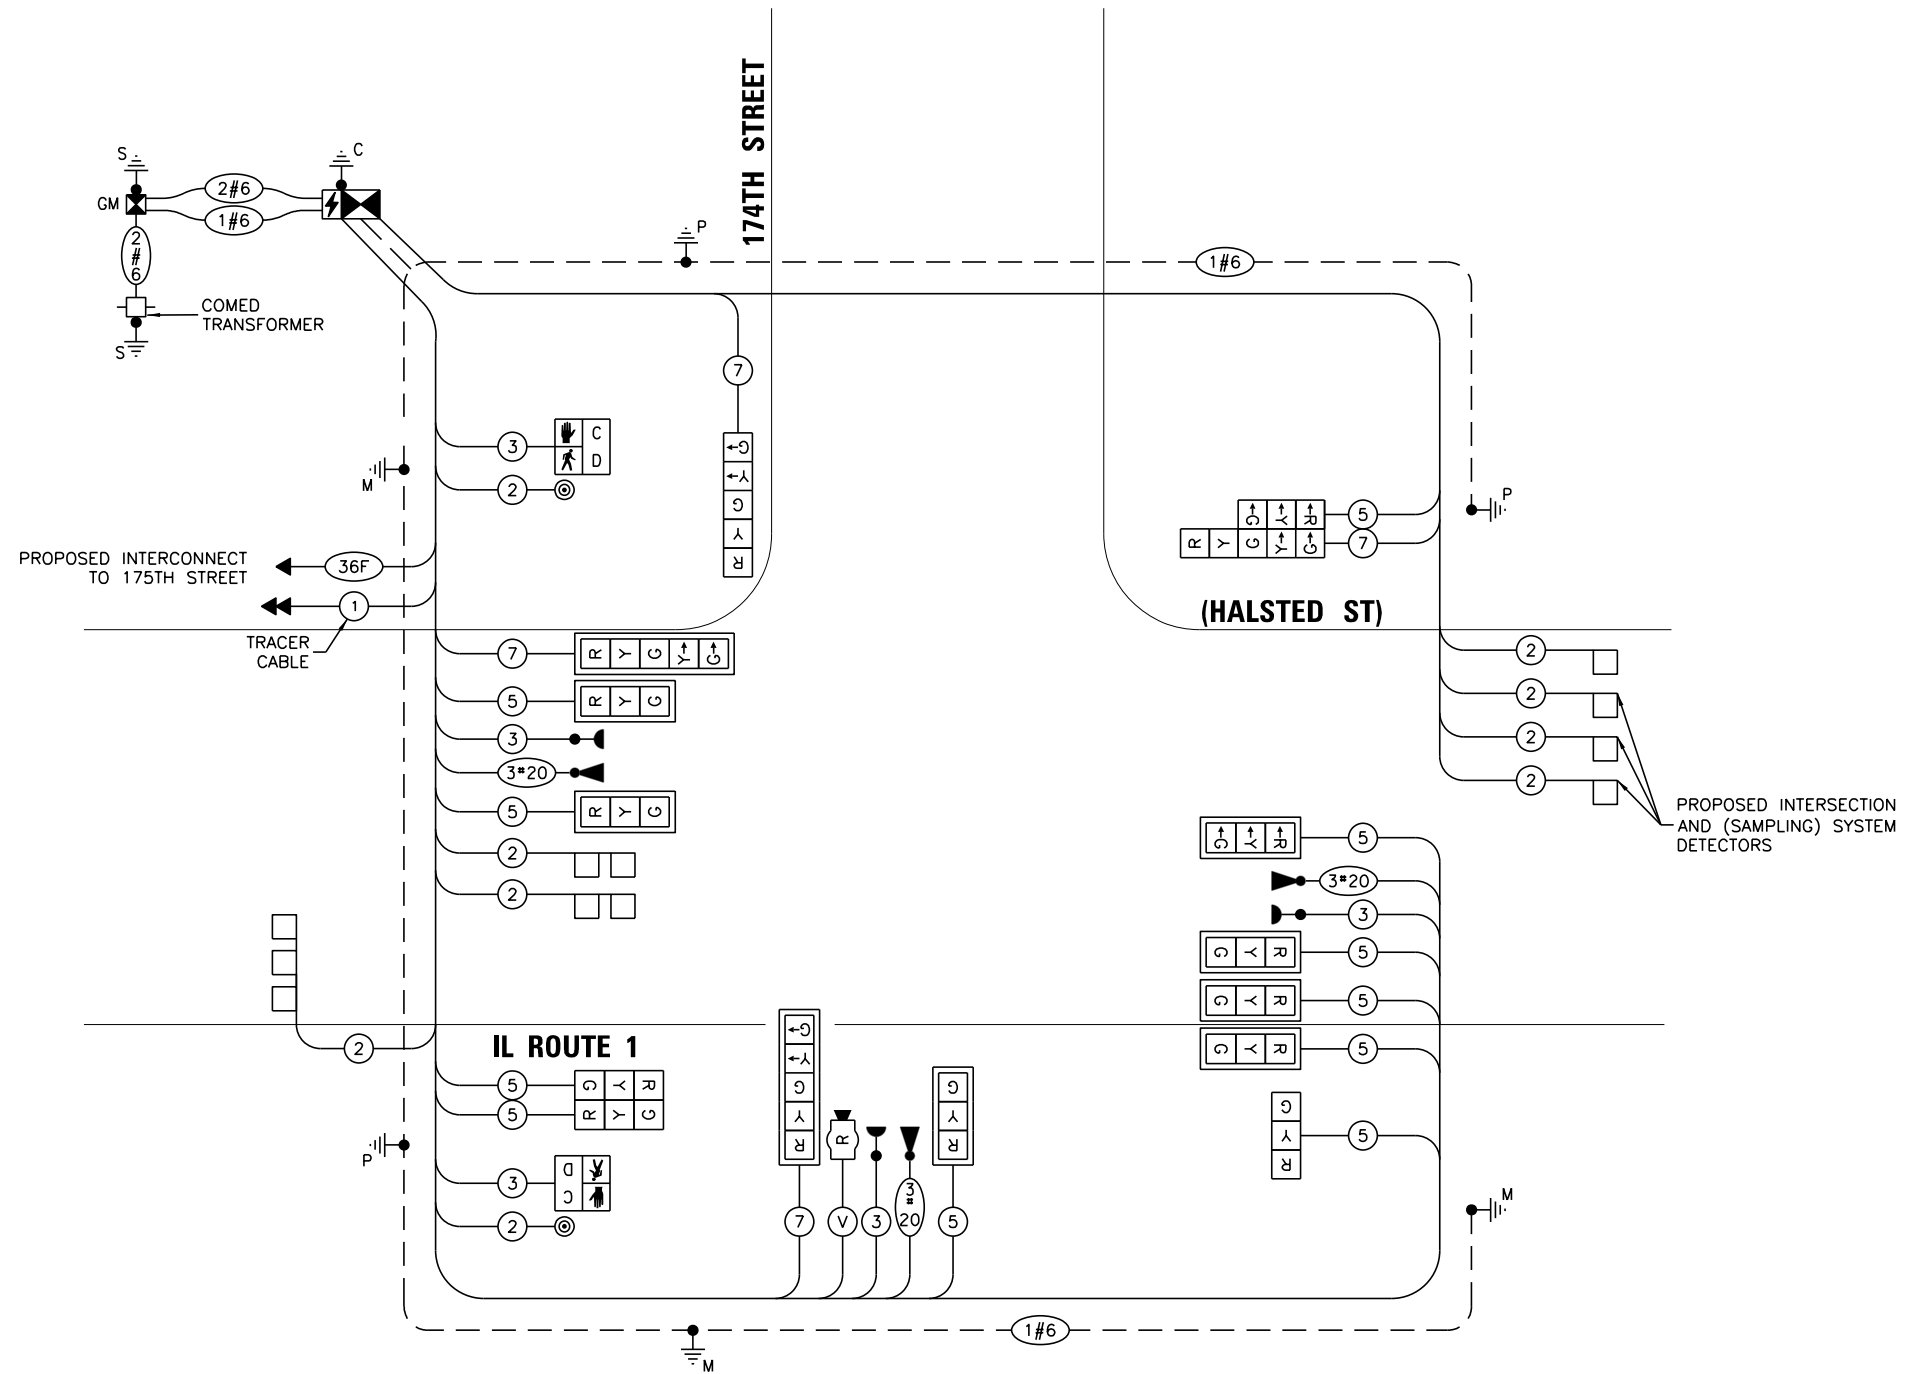 174TH STREET
S
C
GM
2#6
1#6
2
#
6
COMED
TRANSFORMER
S
P
1#6
7
G
Y
G
Y
R
3
C
D
2
M
P
G Y R
5
R Y G Y G
7
PROPOSED INTERCONNECT
TO 175TH STREET
36F
1
TRACER
CABLE
(HALSTED ST)
7
R Y G Y G
5
R Y G
3
3#20
5
R Y G
2
2
2
2
2
2
PROPOSED INTERSECTION
AND (SAMPLING) SYSTEM
DETECTORS
G Y R
5
3#20
3
G Y R
5
G Y R
5
G Y R
5
2
IL ROUTE 1
5
G Y R
5
R Y G
P
3
D
C
2
G
Y
G
Y
R
R
G
Y
R
7
V
3
3
#
20
5
G
Y
R
5
M
1#6
M